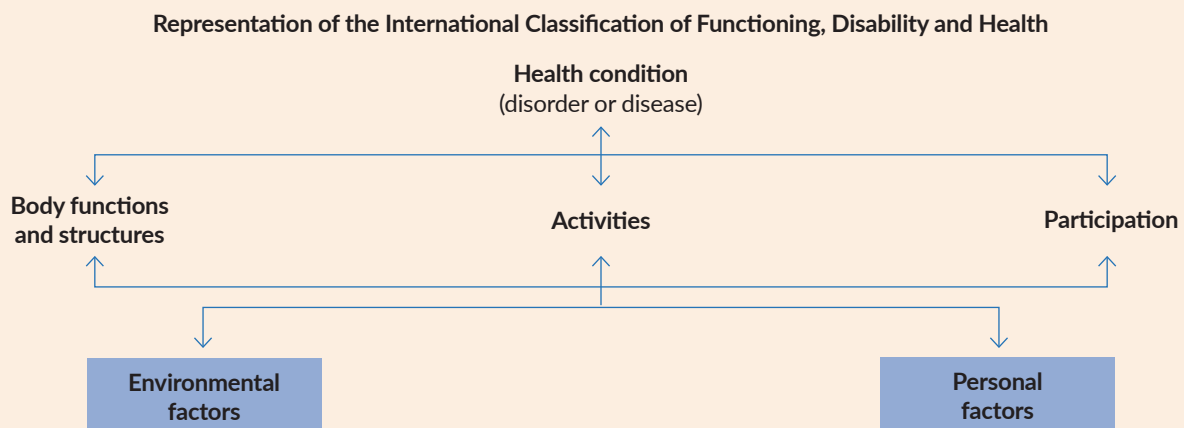 Representation of the International Classification of Functioning, Disability and Health
Health condition
(disorder or disease)
Body functions
and structures
Activities
Participation
Environmental
factors
Personal
factors